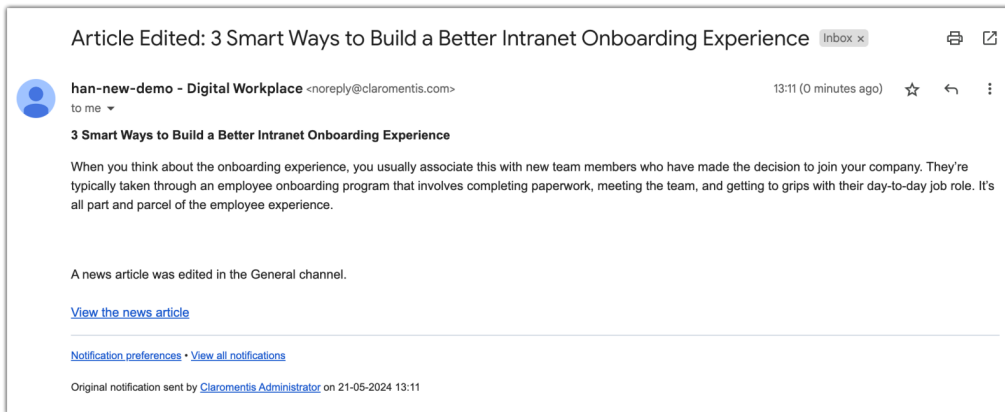 Article Edited: 3 Smart Ways to Build a Better Intranet Onboarding Experience Inbox ×
han-new-demo - Digital Workplace <noreply@claromentis.com> 13:11 (0 minutes ago)
to me
3 Smart Ways to Build a Better Intranet Onboarding Experience
When you think about the onboarding experience, you usually associate this with new team members who have made the decision to join your company. They're
typically taken through an employee onboarding program that involves completing paperwork, meeting the team, and getting to grips with their day-to-day job role. It's
all part and parcel of the employee experience.
A news article was edited in the General channel.
View the news article
Notification preferences • View all notifications
Original notification sent by Claromentis Administrator on 21-05-2024 13:11